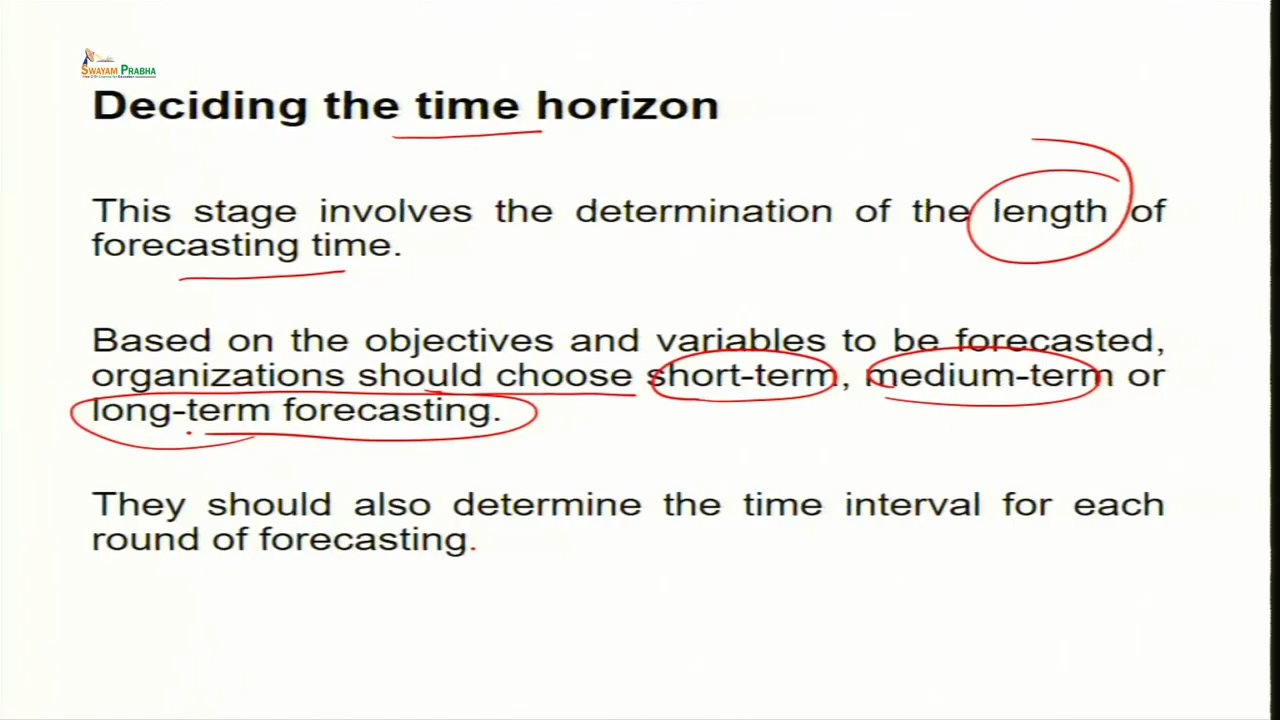 SWAYAM PRABHA
Deciding the time horizon
This stage involves the determination of the length of
forecasting time.
Based on the objectives and variables to be forecasted,
organizations should choose short-term, medium-term or
long-term forecasting.
They should also determine the time interval for each
round of forecasting.